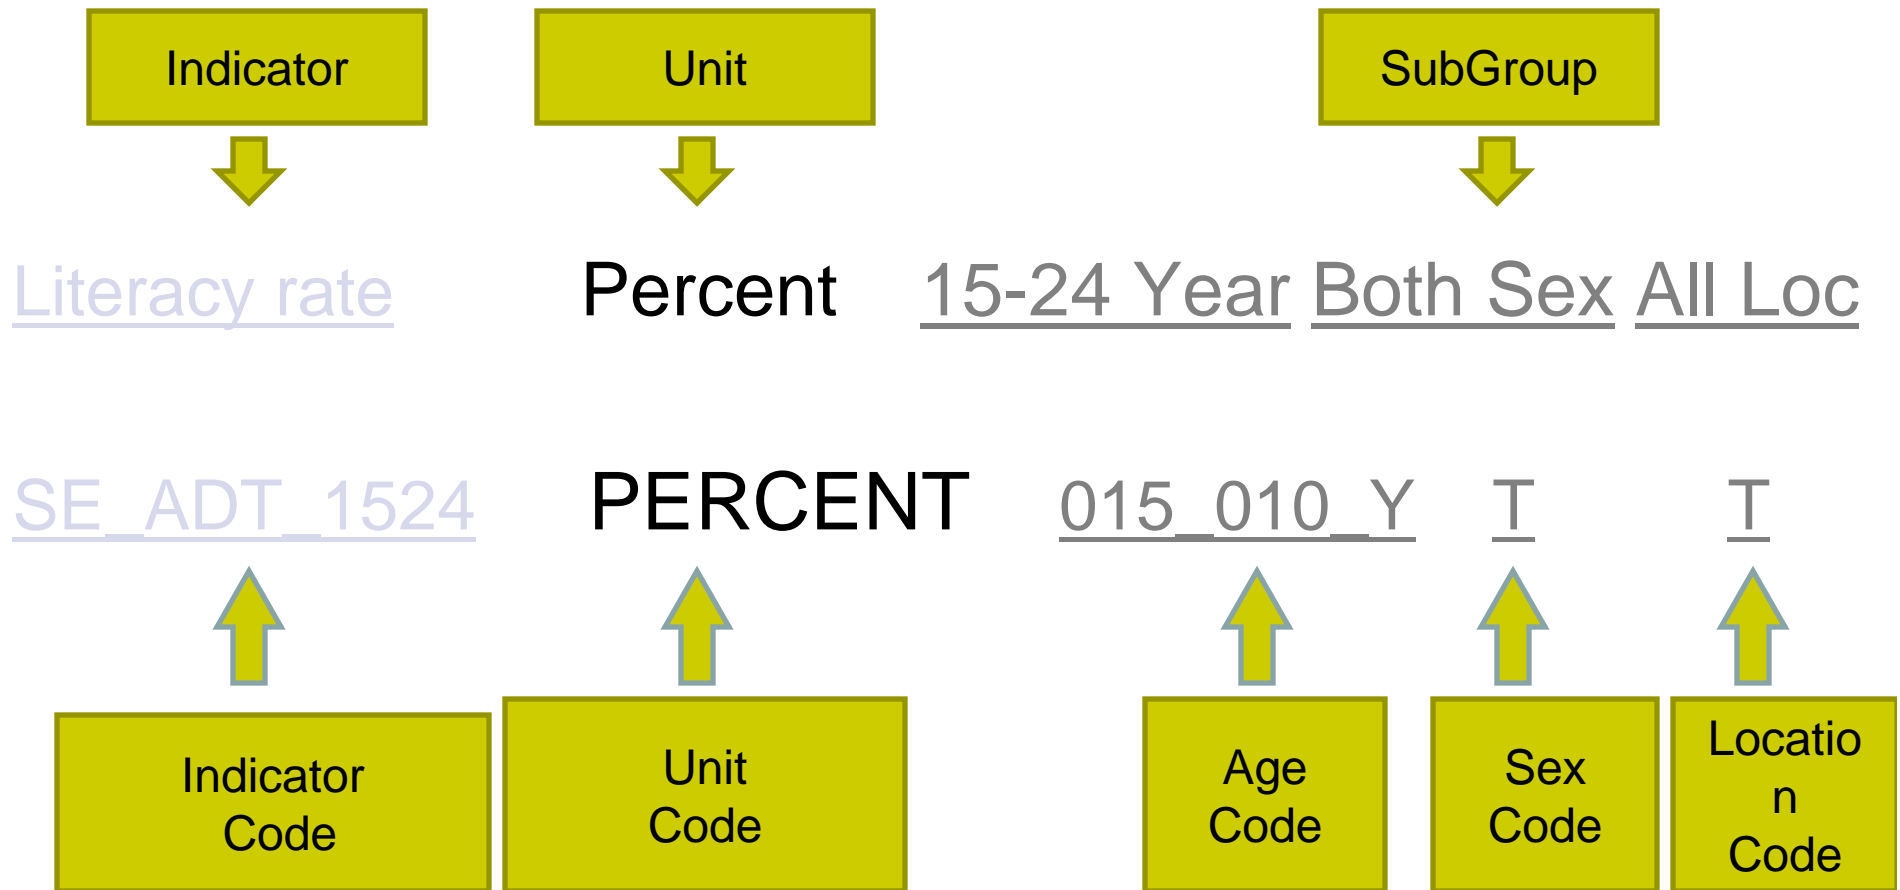 Indicator
Unit
SubGroup
Literacy rate
Percent
15-24 Year Both Sex All Loc
SE_ADT_1524
PERCENT
015_010_Y
T
T
Indicator
Code
Unit
Code
Age
Code
Sex
Code
Locatio
n
Code